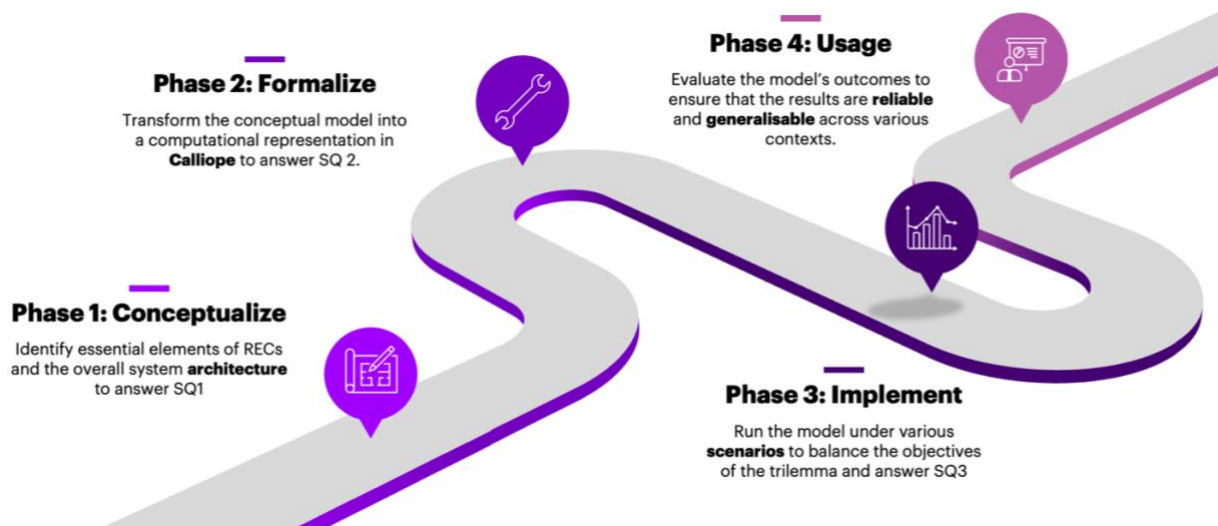 Phase 1: Conceptualize
Identify essential elements of RECs
and the overall system architecture
to answer SQ1
Phase 2: Formalize
Transform the conceptual model into
a computational representation in
Calliope to answer SQ 2.
Phase 3: Implement
Run the model under various
scenarios to balance the objectives
of the trilemma and answer SQ3
Phase 4: Usage
Evaluate the model's outcomes to
ensure that the results are reliable
and generalisable across various
contexts.